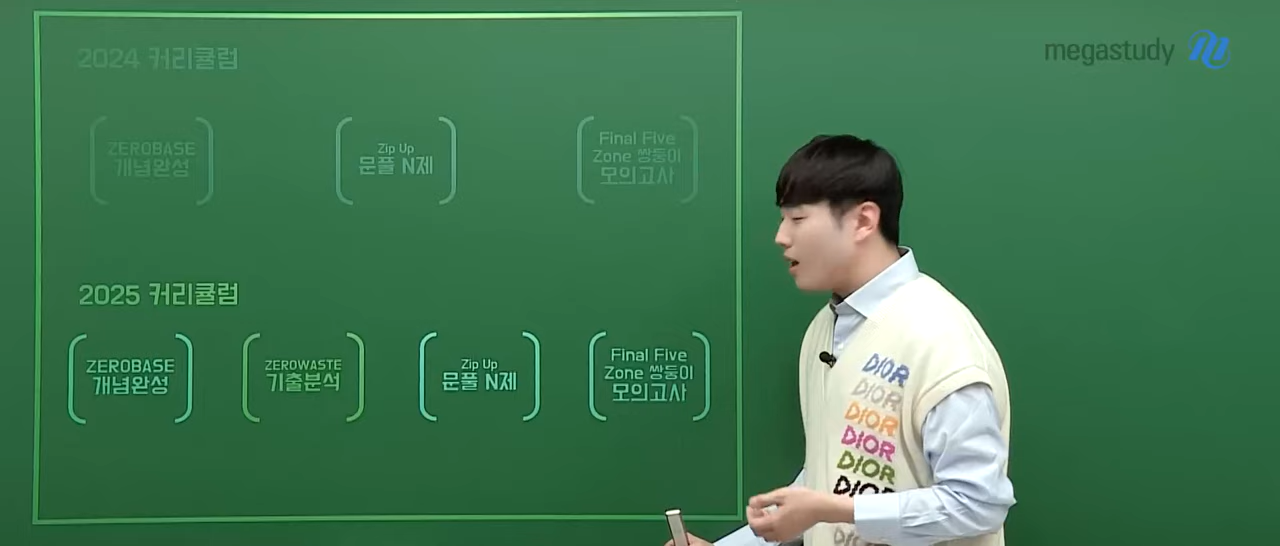 2024 커리큘럼
megastudy
ZEROBASE
개념완성
Zip Up
문풀 N제
Final Five
Zone 쌍둥이
모의고사
2025 커리큘럼
ZEROBASE
개념완성
ZEROWASTE
기출분석
Zip Up
문풀 N제
Final Five
Zone 쌍둥이
모의고사
DIOR
DIOR
DIOR
DIOR
DIOR
DIOR